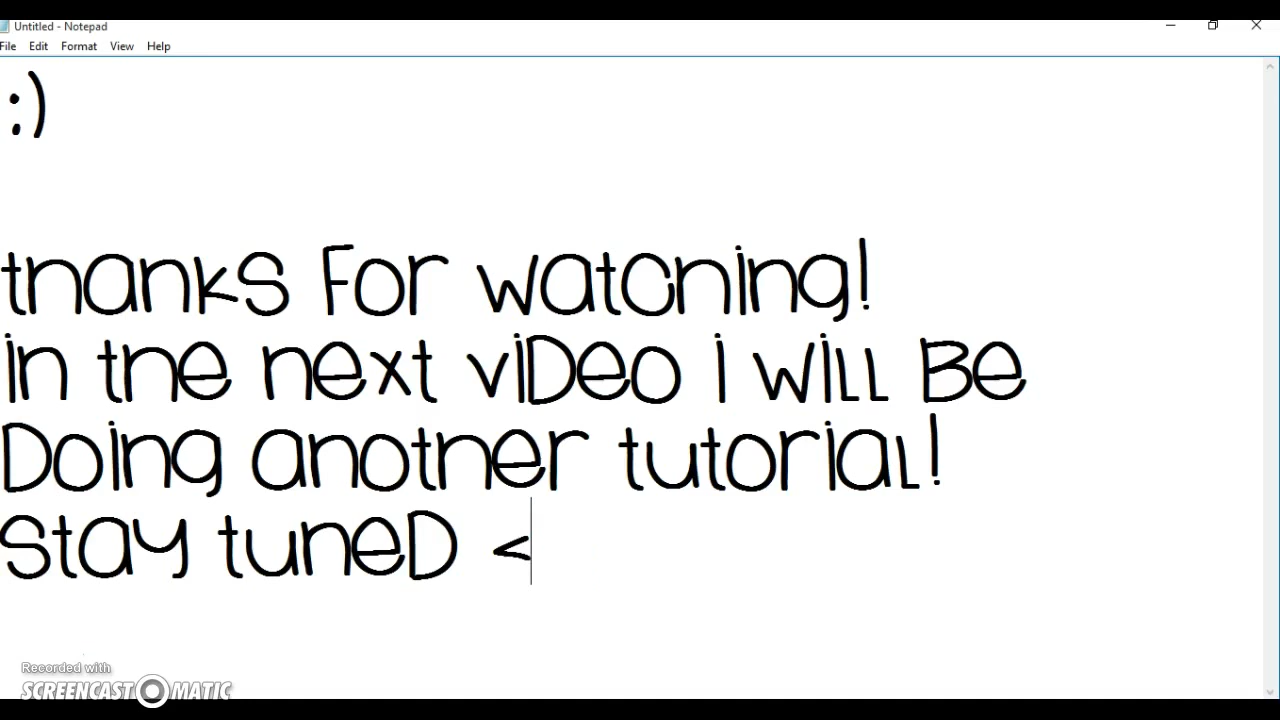 Untitled - Notepad
File Edit Format View Help
:)
thanks for watching!
in the next video i will be
Doing another tutorial!
Stay tuned <
Recorded with
SCREENCAST MATIC